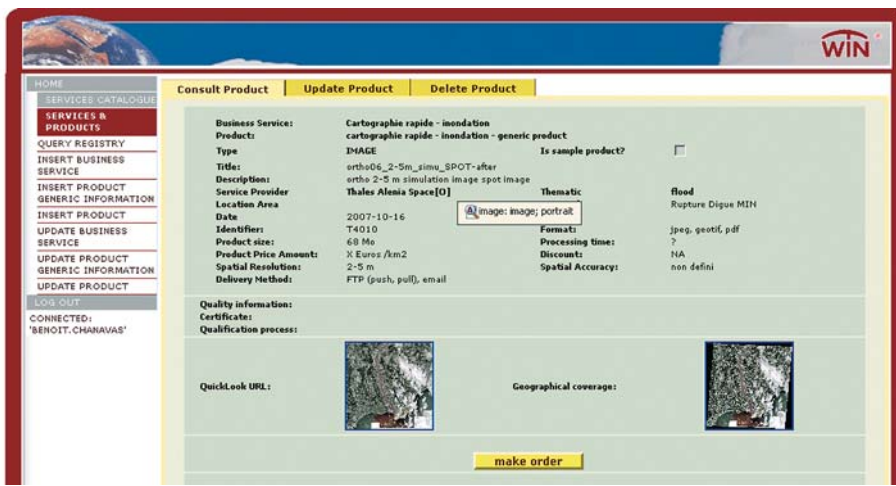 WIN
HOME
SERVICES CATALOGUE
SERVICES &
PRODUCTS
QUERY REGISTRY
INSERT BUSINESS
SERVICE
INSERT PRODUCT
GENERIC INFORMATION
INSERT PRODUCT
UPDATE BUSINESS
SERVICE
UPDATE PRODUCT
GENERIC INFORMATION
UPDATE PRODUCT
LOG OUT
CONNECTED:
'BENOIT.CHANAVAS'
Consult Product Update Product Delete Product
Business Service: Cartographie rapide - inondation
Product: cartographie rapide - inondation - generic product
Type IMAGE Is sample product?
Title: ortho06_2-5m_simu_SPOT-after
Description: ortho 2-5 m simulation image spot image
Service Provider Thales Alenia Space[O] Thematic flood
Location Area Rupture Digue MIN
image: image; portrait
Date 2007-10-16
Identifier: T4010 Format: jpeg, geotif, pdf
Product size: 68 Mo Processing time: ?
Product Price Amount: X Euros /km2 Discount: NA
Spatial Resolution: 2-5 m Spatial Accuracy: non defini
Delivery Method: FTP (push, pull), email
Quality information:
Certificate:
Qualification process:
QuickLook URL: Geographical coverage:
make order